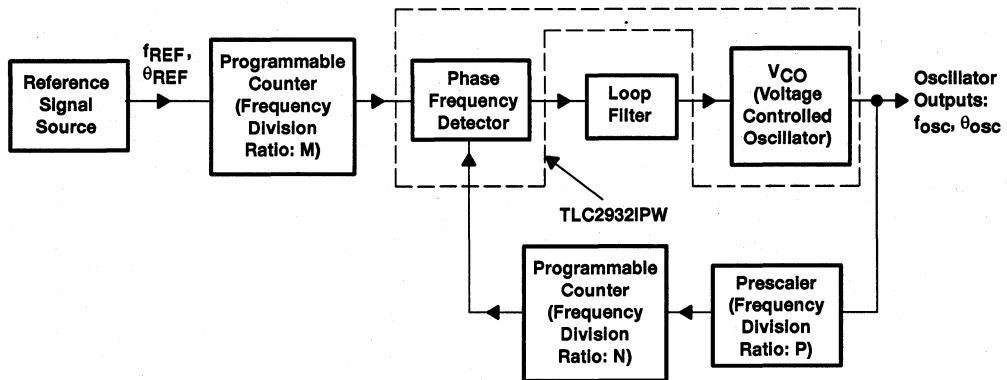 Reference
Signal
Source
fREF,
θREF
Programmable
Counter
(Frequency
Division
Ratio: M)
Phase
Frequency
Detector
Loop
Filter
VCO
(Voltage
Controlled
Oscillator)
Oscillator
Outputs:
fosc, θosc
TLC2932IPW
Programmable
Counter
(Frequency
Division
Ratio: N)
Prescaler
(Frequency
Division
Ratio: P)